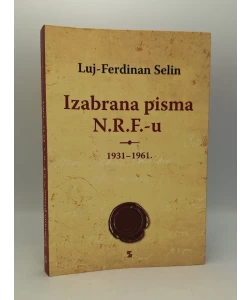 Luj-Ferdinan Selin
Izabrana pisma
N.R.F.-u
1931–1961.